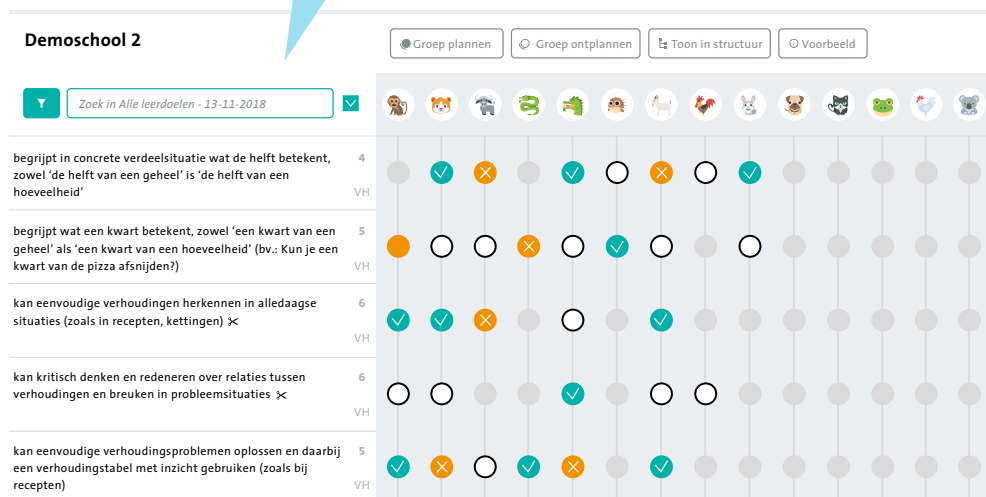 Demoschool 2
Groep plannen
Groep ontplannen
Toon in structuur
Voorbeeld
Zoek in Alle leerdoelen - 13-11-2018
begrijpt in concrete verdeelsituatie wat de helft betekent, 4
zowel ‘de helft van een geheel’ is ‘de helft van een
hoeveelheid’ VH
begrijpt wat een kwart betekent, zowel ‘een kwart van een 5
geheel’ als ‘een kwart van een hoeveelheid’ (bv.: Kun je een
kwart van de pizza afsnijden?) VH
kan eenvoudige verhoudingen herkennen in alledaagse 6
situaties (zoals in recepten, kettingen)
VH
kan kritisch denken en redeneren over relaties tussen 6
verhoudingen en breuken in probleemsituaties
VH
kan eenvoudige verhoudingsproblemen oplossen en daarbij 5
een verhoudingstabel met inzicht gebruiken (zoals bij
recepten) VH